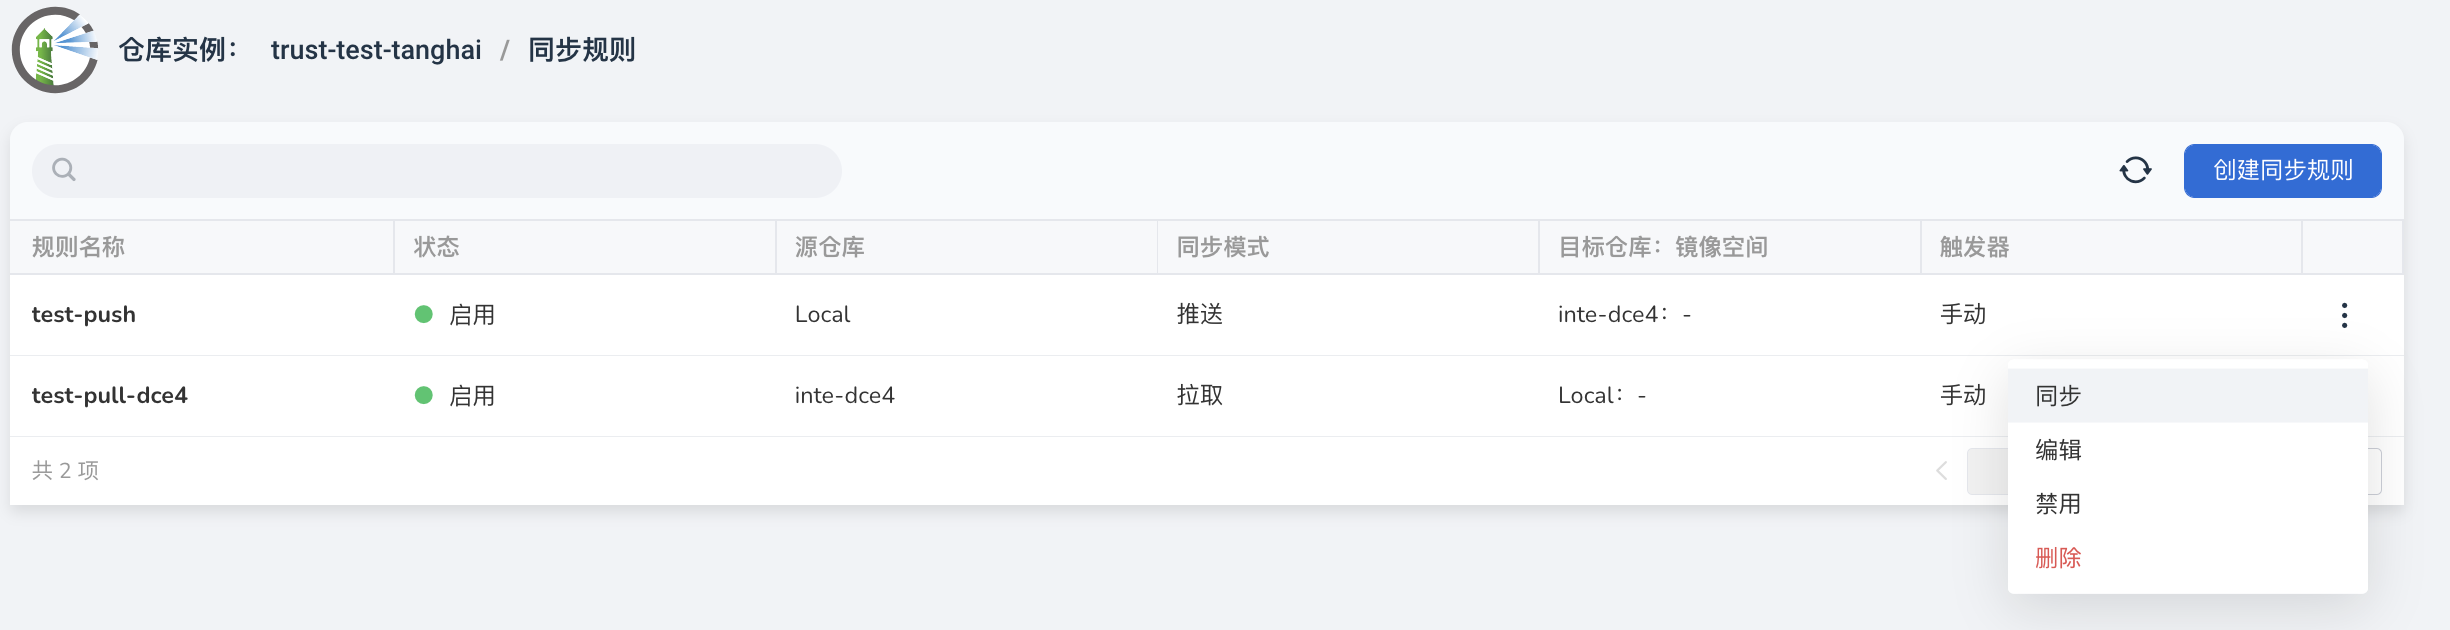 仓库实例： trust-test-tanghai / 同步规则
创建同步规则
规则名称 状态 源仓库 同步模式 目标仓库：镜像空间 触发器
test-push 启用 Local 推送 inte-dce4：- 手动
test-pull-dce4 启用 inte-dce4 拉取 Local：- 手动
同步
编辑
禁用
删除
共 2 项